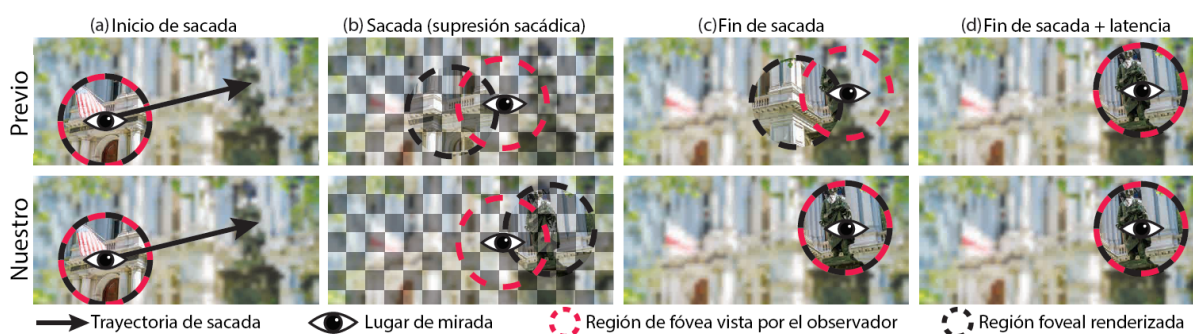 (a) Inicio de sacada
(b) Sacada (supresión sacádica)
(c) Fin de sacada
(d) Fin de sacada + latencia
Previo
Nuestro
Trayectoria de sacada
Lugar de mirada
Región de fóvea vista por el observador
Región foveal renderizada